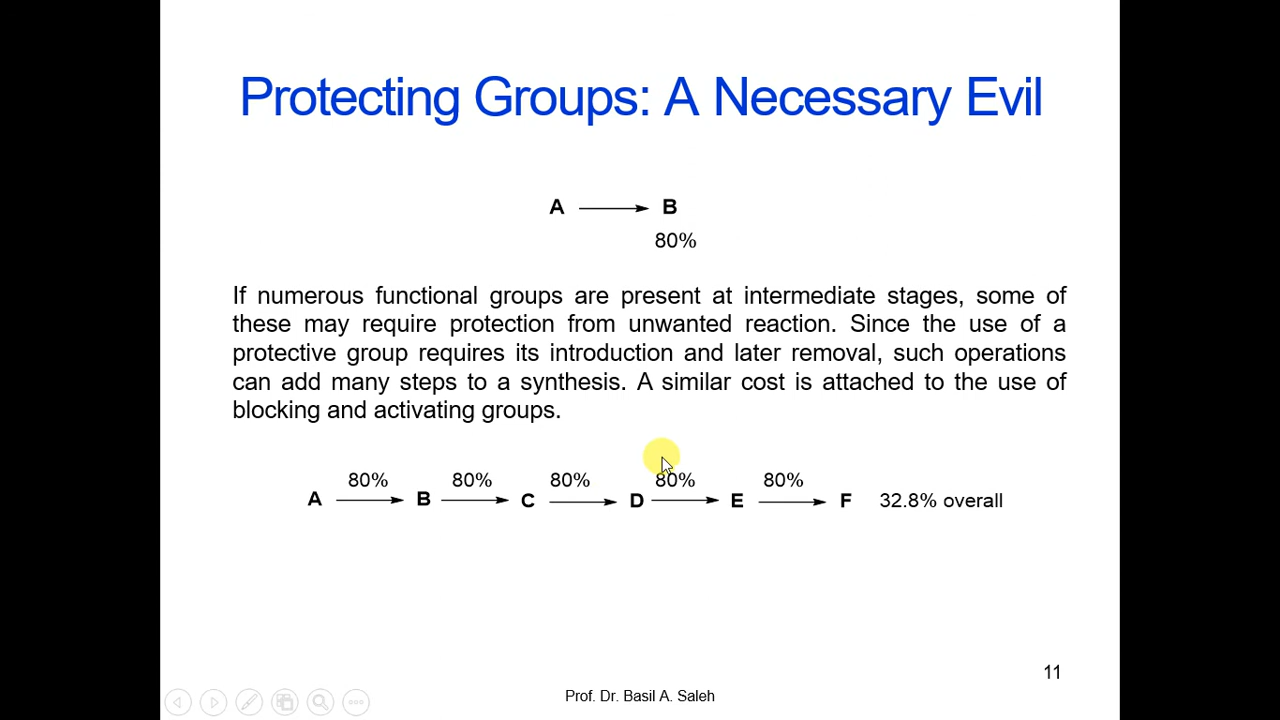 Protecting Groups: A Necessary Evil
A B
80%
If numerous functional groups are present at intermediate stages, some of
these may require protection from unwanted reaction. Since the use of a
protective group requires its introduction and later removal, such operations
can add many steps to a synthesis. A similar cost is attached to the use of
blocking and activating groups.
80% 80% 80% 80% 80%
A B C D E F 32.8% overall
11
Prof. Dr. Basil A. Saleh